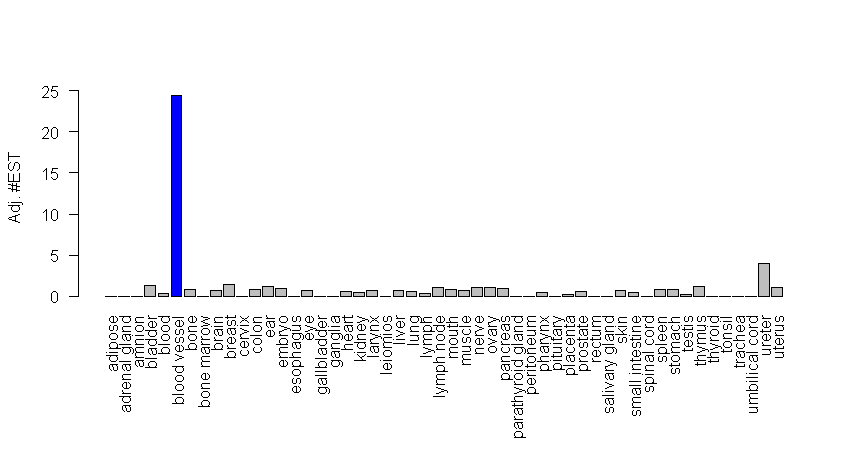 25
20
15
10
5
0
Adj. #EST
adipose
adrenal gland
amnion
bladder
blood
blood vessel
bone
bone marrow
brain
breast
cervix
colon
ear
embryo
esophagus
eye
gallbladder
ganglia
heart
kidney
larynx
leiomios
liver
lung
lymph
lymph node
mouth
muscle
nerve
ovary
pancreas
parathyroid gland
peritoneum
pharynx
pituitary
placenta
prostate
rectum
salivary gland
skin
small intestine
spinal cord
spleen
stomach
testis
thymus
thyroid
tonsil
trachea
umbilical cord
ureter
uterus